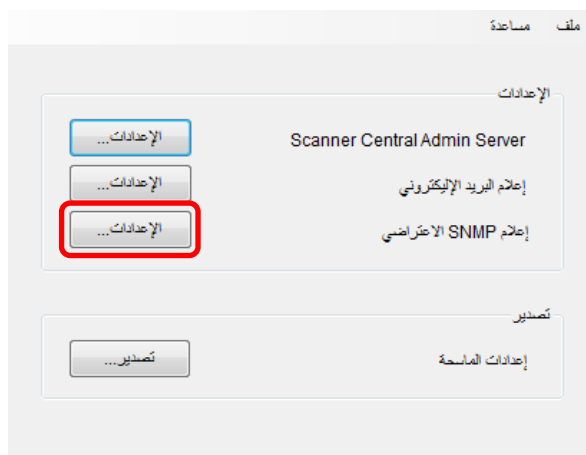 ملف مساعدة
الإعدادات
Scanner Central Admin Server الإعدادات...
إعلام البريد الإليكتروني الإعدادات...
إعلام SNMP الاعتراضي الإعدادات...
تصدير
إعدادات الماسحة تصدير...